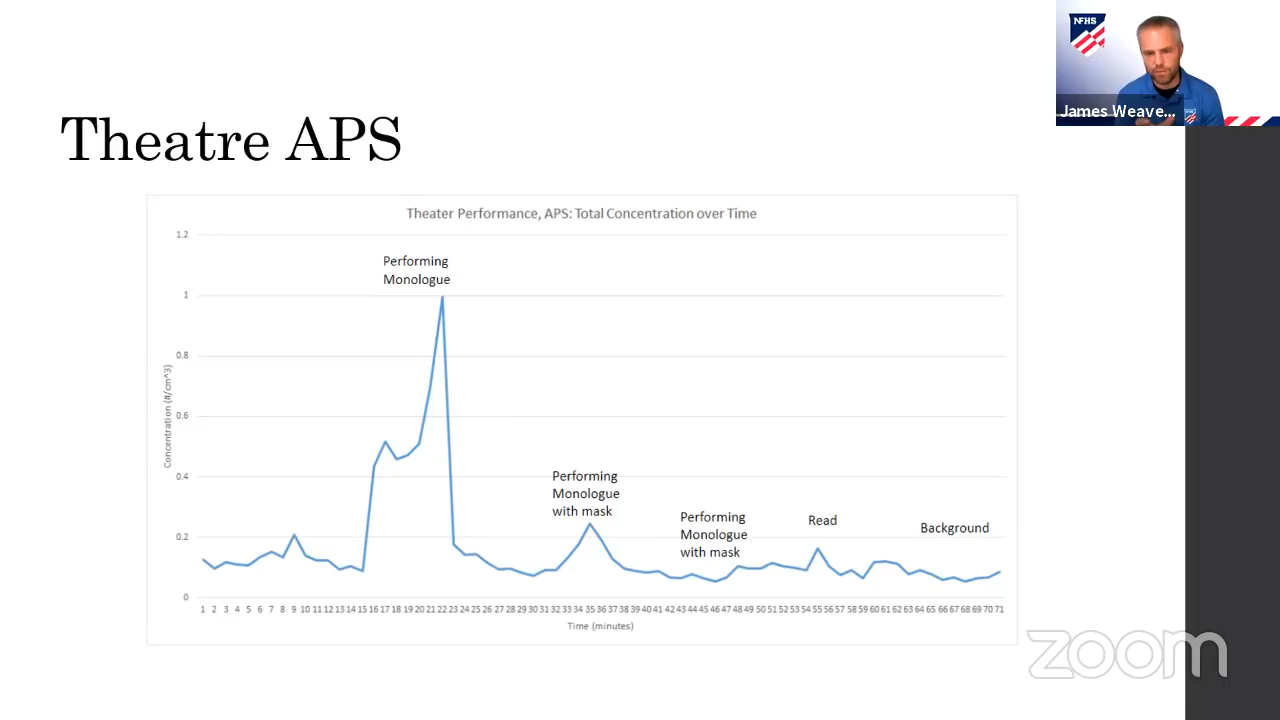 NFHS
James Weave...
Theatre APS
Theater Performance, APS: Total Concentration over Time
1.2
1
0.8
0.6
0.4
0.2
0
Concentration (#/cm^3)
Performing
Monologue
Performing
Monologue
with mask
Performing
Monologue
with mask
Read
Background
1 2 3 4 5 6 7 8 9 10 11 12 13 14 15 16 17 18 19 20 21 22 23 24 25 26 27 28 29 30 31 32 33 34 35 36 37 38 39 40 41 42 43 44 45 46 47 48 49 50 51 52 53 54 55 56 57 58 59 60 61 62 63 64 65 66 67 68 69 70 71
Time (minutes)
zoom